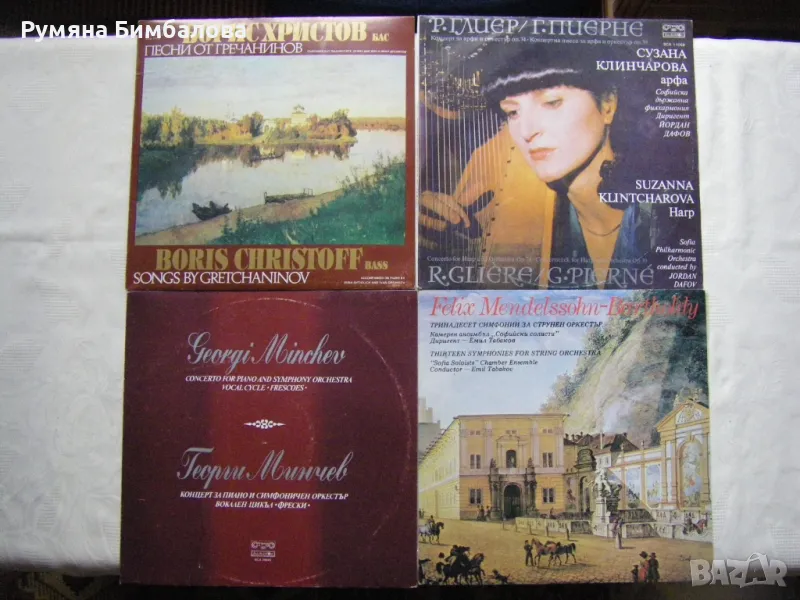 Румяна Бимбалова
БОРИС ХРИСТОВ БАС
ПЕСНИ ОТ ГРЕЧАНИНОВ
BORIS CHRISTOFF BASS
SONGS BY GRETCHANINOV
Р. ГЛИЕР / Г. ПИЕРНЕ
СУЗАНА
КЛИНЧАРОВА
арфа
Софийска
държавна
филхармония
Диригент
ЙОРДАН
ДАФОВ
SUZANNA
KLINTCHAROVA
Harp
Sofia
Philharmonic
Orchestra
conducted by
JORDAN
DAFOV
R. GLIERE / G. PIERNÉ
Georgi Minchev
CONCERTO FOR PIANO AND SYMPHONY ORCHESTRA
VOCAL CYCLE • FRESCOES •
Георги Минчев
КОНЦЕРТ ЗА ПИАНО И СИМФОНИЧЕН ОРКЕСТЪР
ВОКАЛЕН ЦИКЪЛ • ФРЕСКИ •
Felix Mendelssohn-Bartholdy
ТРИНАДЕСЕТ СИМФОНИИ ЗА СТРУНЕН ОРКЕСТЪР
Камерен ансамбъл "Софийски солисти"
Диригент — Емил Табаков
THIRTEEN SYMPHONIES FOR STRING ORCHESTRA
"Sofia Soloists" Chamber Ensemble
Conductor — Emil Tabakov
BAZAR.bg